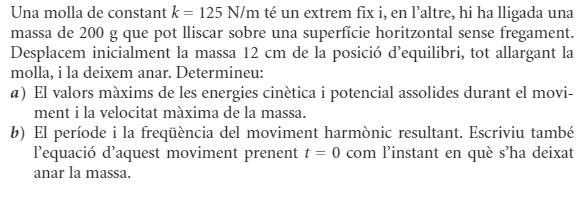 Una molla de constant k = 125 N/m té un extrem fix i, en l'altre, hi ha lligada una
massa de 200 g que pot lliscar sobre una superfície horitzontal sense fregament.
Desplacem inicialment la massa 12 cm de la posició d'equilibri, tot allargant la
molla, i la deixem anar. Determineu:
a) El valors màxims de les energies cinètica i potencial assolides durant el movi-
ment i la velocitat màxima de la massa.
b) El període i la freqüència del moviment harmònic resultant. Escriviu també
l'equació d'aquest moviment prenent t = 0 com l'instant en què s'ha deixat
anar la massa.